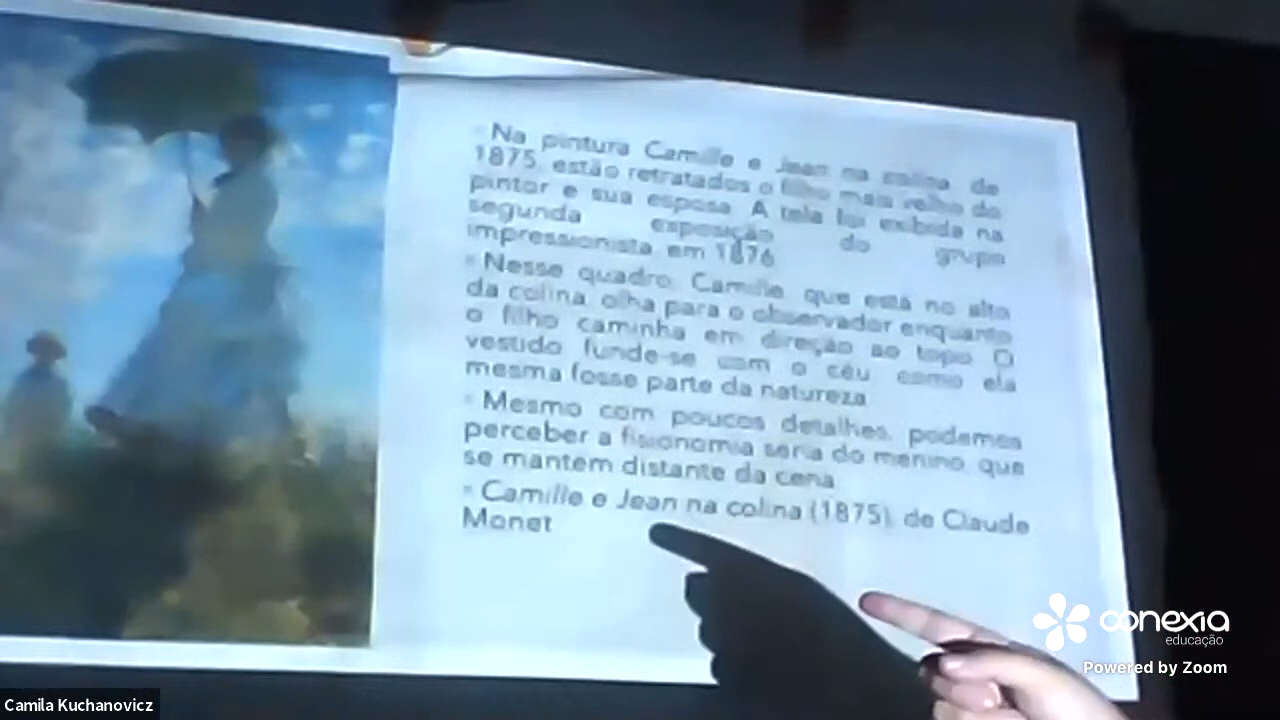 Na pintura Camille e Jean na colina, de
1875, estão retratados o filho mais velho do
pintor e sua esposa. A tela foi exibida na
segunda exposição do grupo
impressionista, em 1876
Nesse quadro, Camille, que está no alto
da colina, olha para o observador enquanto
o filho caminha em direção ao topo. O
vestido funde-se com o céu como ela
mesma fosse parte da natureza
Mesmo com poucos detalhes, podemos
perceber a fisionomia séria do menino, que
se mantém distante da cena
Camille e Jean na colina (1875), de Claude
Monet
conexia
educação
Powered by Zoom
Camila Kuchanovicz